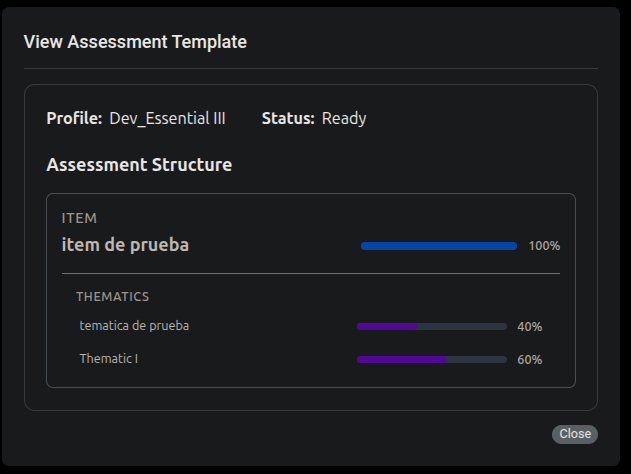 View Assessment Template
Profile: Dev_Essential III Status: Ready
Assessment Structure
ITEM
item de prueba 100%
THEMATICS
tematica de prueba 40%
Thematic I 60%
Close